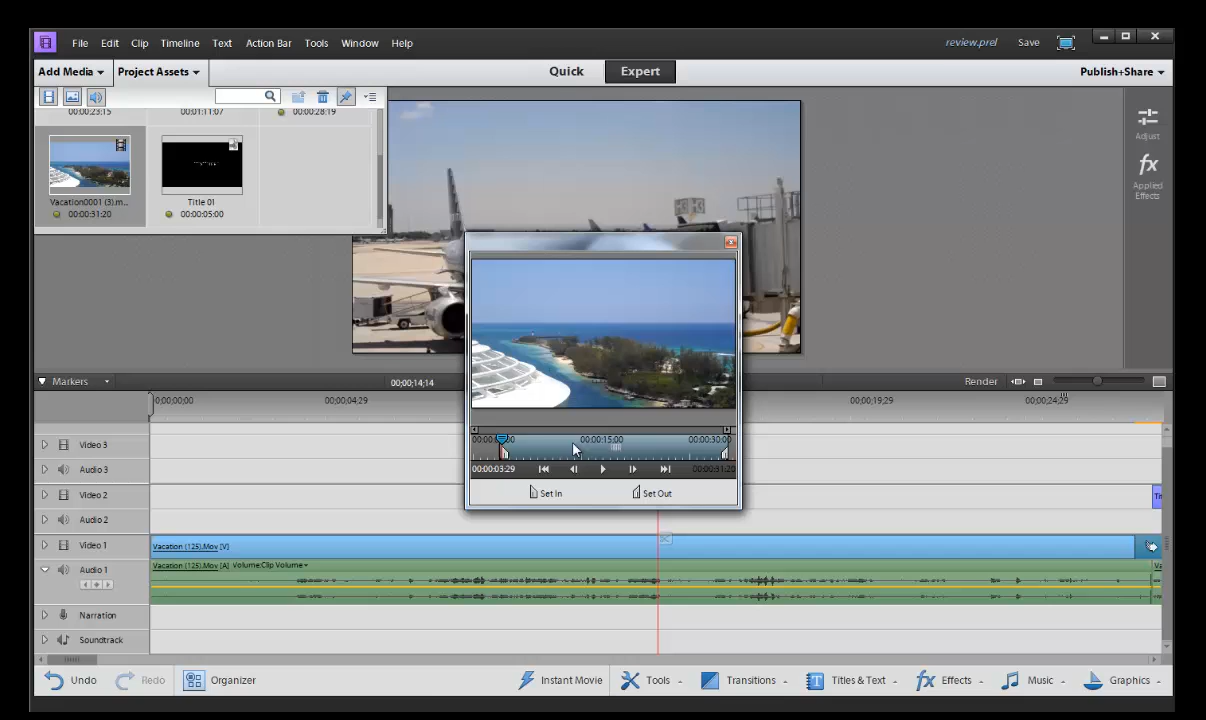 File Edit Clip Timeline Text Action Bar Tools Window Help review.prel Save
Add Media Project Assets Quick Expert Publish+Share
00:00:23:15 00:01:11:07 00:00:28:19
Adjust
Vacation0001 (3).m... Title 01
00:00:31:20 00:00:05:00
Applied
Effects
Markers 00;00;14;14 Render
0;00;00;00 00;00;04;29 00;00;19;29 00;00;24;29
00:00:15:00 00:00:30:00
00:00:03:29 00:00:31:20
Set In Set Out
Video 3
Audio 3
Video 2
Audio 2
Video 1 Vacation (125).Mov [V]
Audio 1 Vacation (125).Mov [A] Volume:Clip Volume
Narration
Soundtrack
Undo Redo Organizer Instant Movie Tools Transitions Titles & Text Effects Music Graphics